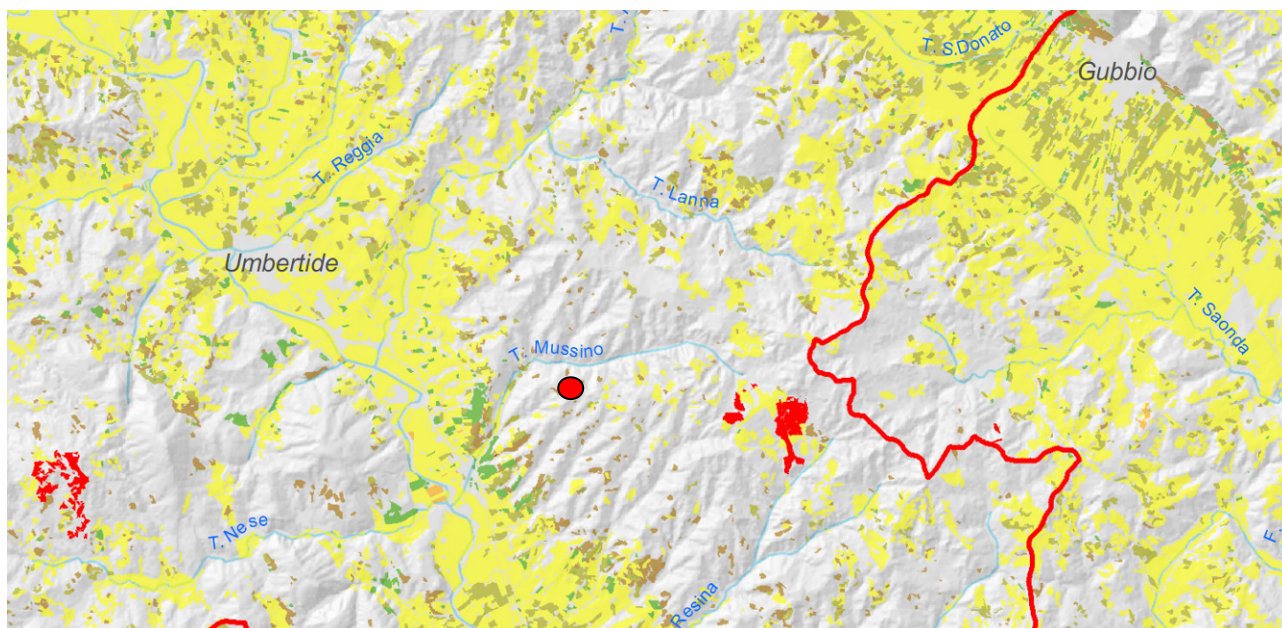 T. S.Donato
Gubbio
T. Reggia
T. Lanna
Umbertide
T. Saonda
T. Mussino
T. Nese
F.
Resina